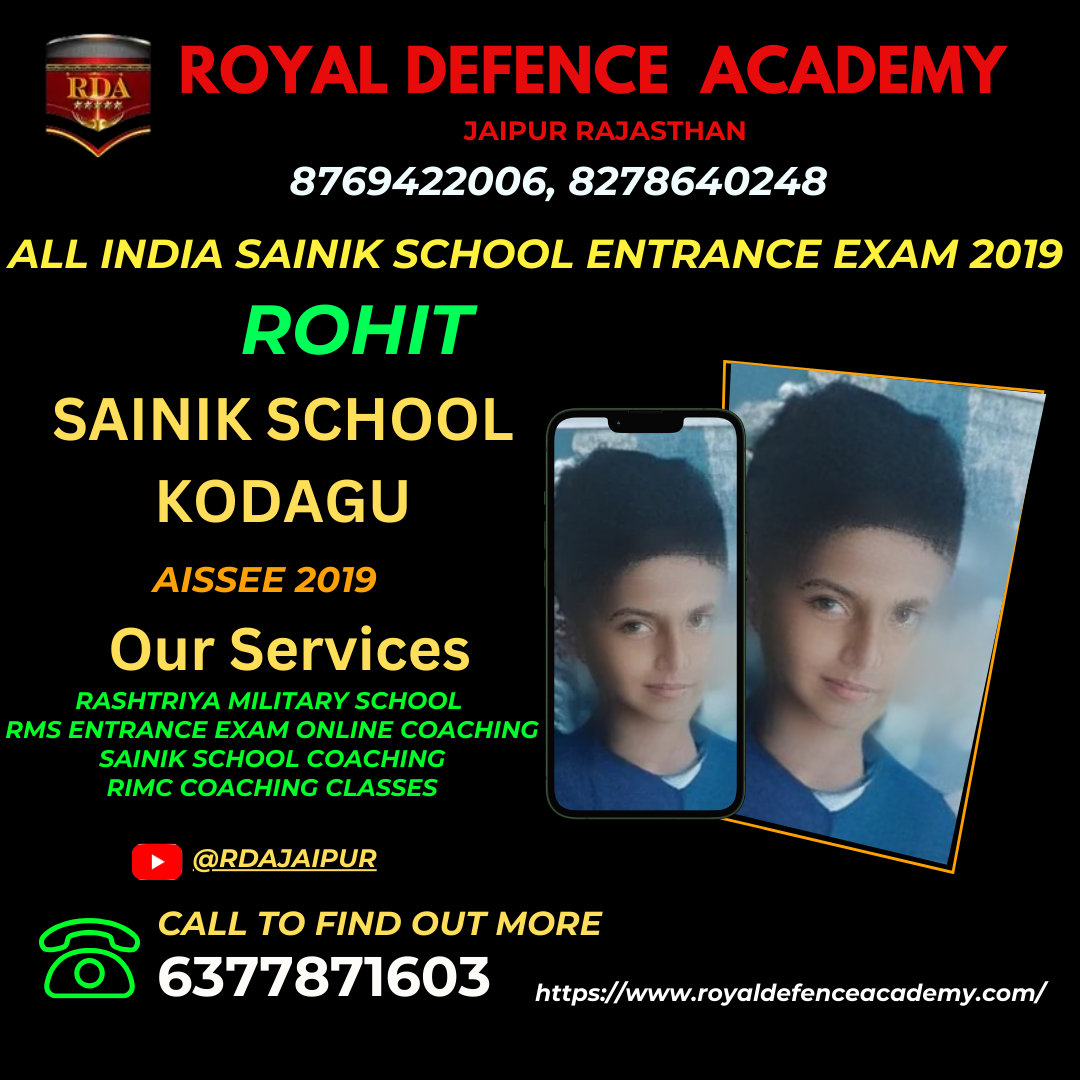 RDA
ROYAL DEFENCE ACADEMY
JAIPUR RAJASTHAN
8769422006, 8278640248
ALL INDIA SAINIK SCHOOL ENTRANCE EXAM 2019
ROHIT
SAINIK SCHOOL
KODAGU
AISSEE 2019
Our Services
RASHTRIYA MILITARY SCHOOL
RMS ENTRANCE EXAM ONLINE COACHING
SAINIK SCHOOL COACHING
RIMC COACHING CLASSES
@RDAJAIPUR
CALL TO FIND OUT MORE
6377871603
https://www.royaldefenceacademy.com/